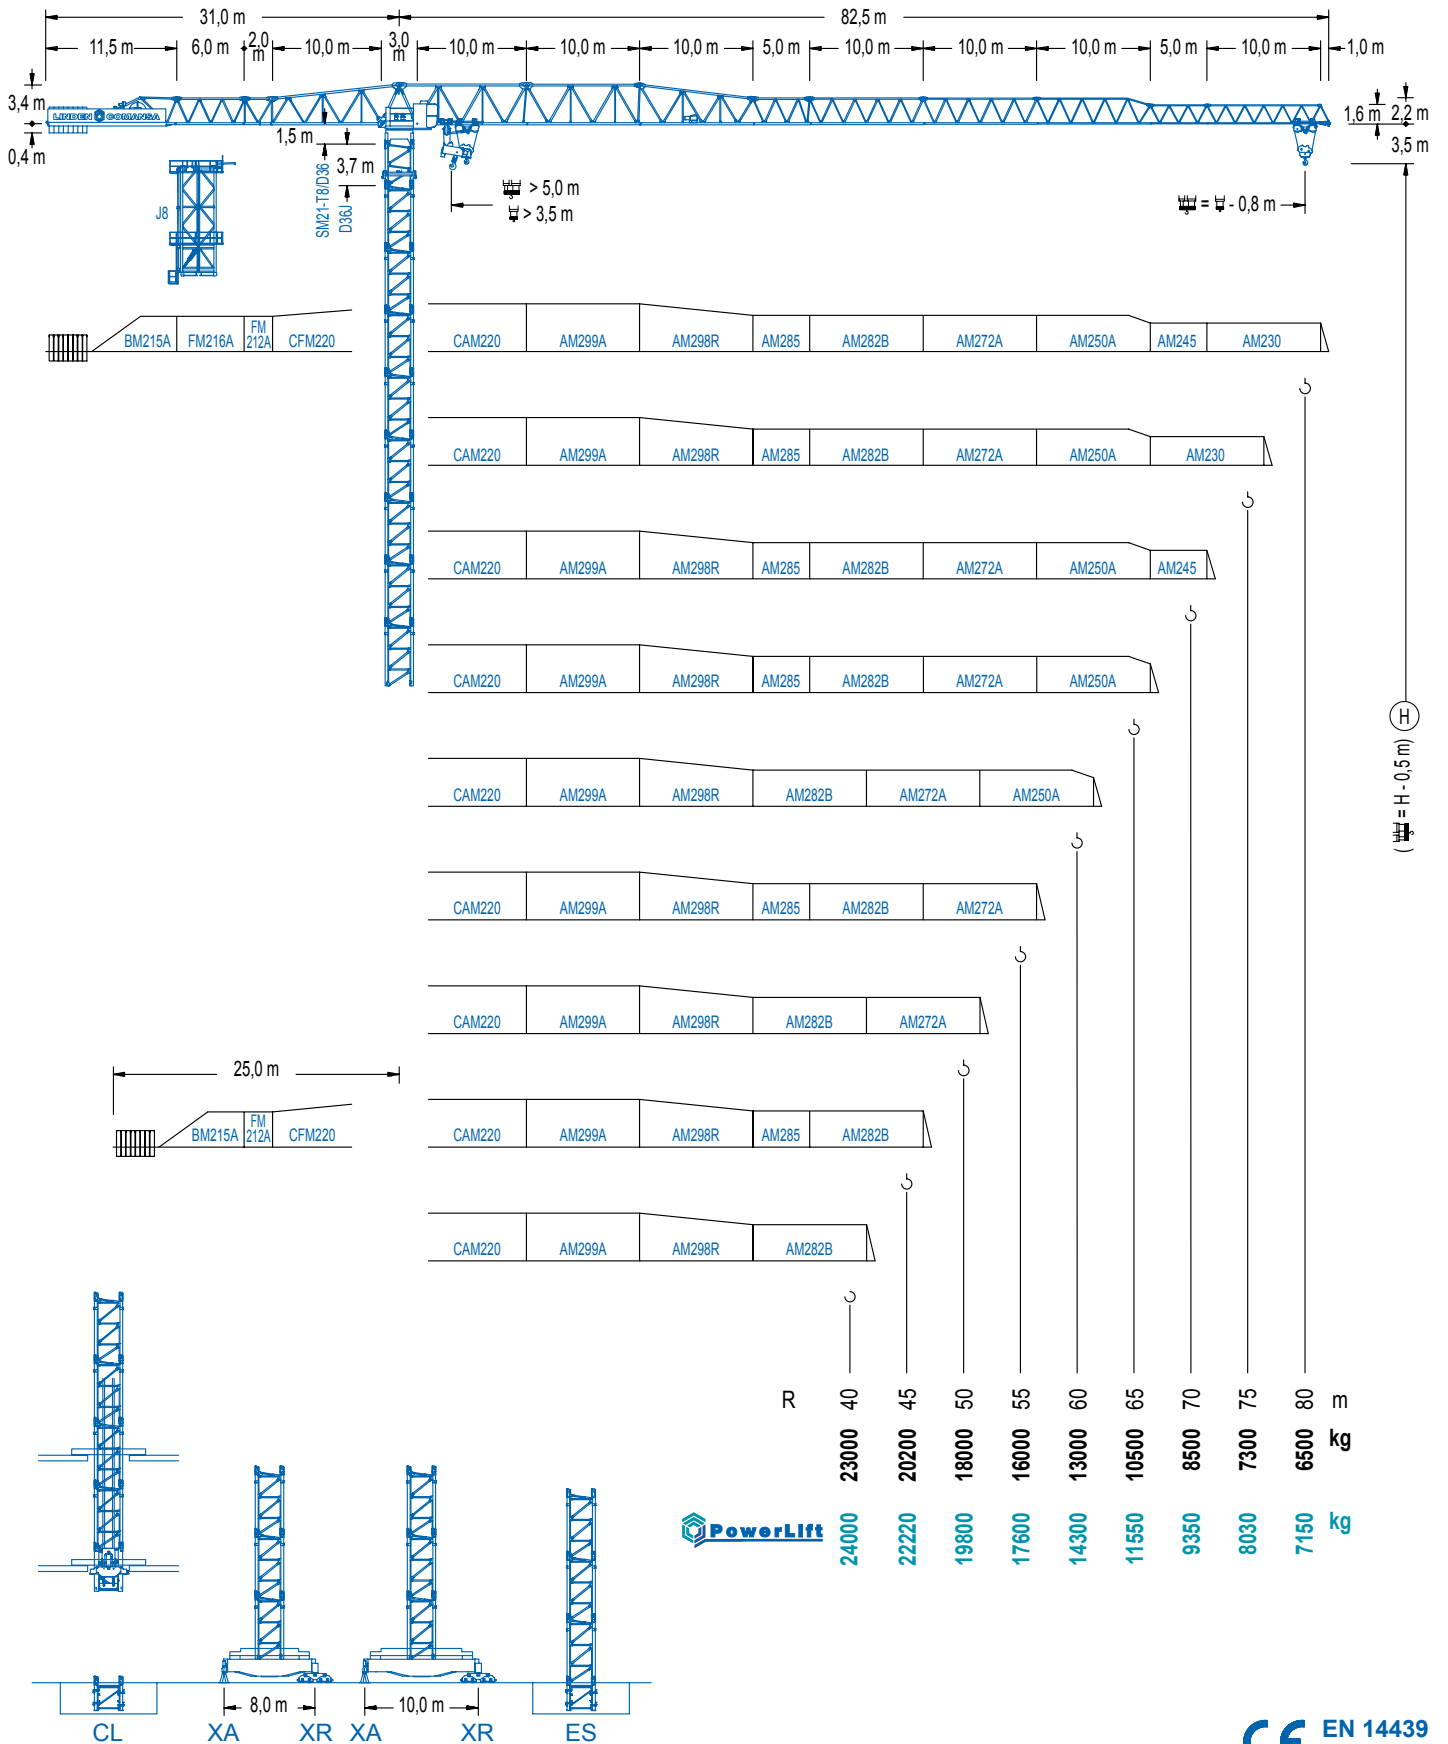 31,0 m 82,5 m
11,5 m 6,0 m 2,0 m 10,0 m 3,0 m 10,0 m 10,0 m 10,0 m 5,0 m 10,0 m 10,0 m 10,0 m 5,0 m 10,0 m 1,0 m
3,4 m
LINDEN COMANSA
1,6 m 2,2 m
0,4 m
1,5 m
3,5 m
3,7 m
SM21-T8/D36
D36J
J8
> 5,0 m
> 3,5 m
= - 0,8 m
BM215A FM216A FM 212A CFM220 CAM220 AM299A AM298R AM285 AM282B AM272A AM250A AM245 AM230
CAM220 AM299A AM298R AM285 AM282B AM272A AM250A AM230
CAM220 AM299A AM298R AM285 AM282B AM272A AM250A AM245
CAM220 AM299A AM298R AM285 AM282B AM272A AM250A
H
( = H - 0,5 m)
CAM220 AM299A AM298R AM282B AM272A AM250A
CAM220 AM299A AM298R AM285 AM282B AM272A
CAM220 AM299A AM298R AM282B AM272A
25,0 m
BM215A FM 212A CFM220 CAM220 AM299A AM298R AM285 AM282B
CAM220 AM299A AM298R AM282B
R 40 45 50 55 60 65 70 75 80 m
23000 20200 18000 16000 13000 10500 8500 7300 6500 kg
PowerLift 24000 22220 19800 17600 14300 11550 9350 8030 7150 kg
8,0 m 10,0 m
CL XA XR XA XR ES
CE EN 14439